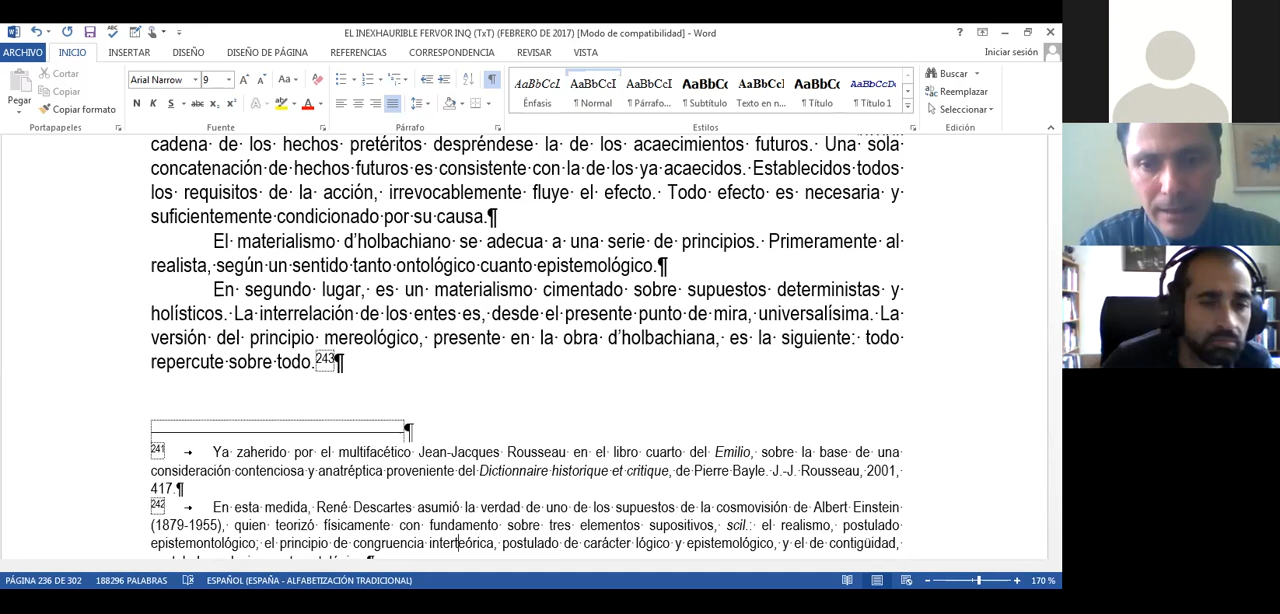 EL INEXHAURIBLE FERVOR INQ (TxT) (FEBRERO DE 2017) [Modo de compatibilidad] - Word
ARCHIVO INICIO INSERTAR DISEÑO DISEÑO DE PÁGINA REFERENCIAS CORRESPONDENCIA REVISAR VISTA Iniciar sesión
Pegar
Cortar
Copiar
Copiar formato
Portapapeles
Arial Narrow 9
Fuente
Párrafo
AaBbCcI AaBbCcI AaBbCcI AaBbCc AaBbCcl AaBbCc AaBbCcDc
Énfasis ¶ Normal ¶ Párrafo... ¶ Subtítulo Texto en n... ¶ Título ¶ Título 1
Estilos
Buscar
Reemplazar
Seleccionar
Edición
cadena de los hechos pretéritos despréndese la de los acaecimientos futuros. Una sola
concatenación de hechos futuros es consistente con la de los ya acaecidos. Establecidos todos
los requisitos de la acción, irrevocablemente fluye el efecto. Todo efecto es necesaria y
suficientemente condicionado por su causa.¶
El materialismo d'holbachiano se adecua a una serie de principios. Primeramente al
realista, según un sentido tanto ontológico cuanto epistemológico.¶
En segundo lugar, es un materialismo cimentado sobre supuestos deterministas y
holísticos. La interrelación de los entes es, desde el presente punto de mira, universalísima. La
versión del principio mereológico, presente en la obra d'holbachiana, es la siguiente: todo
repercute sobre todo.243¶
¶
241 → Ya zaherido por el multifacético Jean-Jacques Rousseau en el libro cuarto del Emilio, sobre la base de una
consideración contenciosa y anatréptica proveniente del Dictionnaire historique et critique, de Pierre Bayle. J.-J. Rousseau, 2001,
417.¶
242 → En esta medida, René Descartes asumió la verdad de uno de los supuestos de la cosmovisión de Albert Einstein
(1879-1955), quien teorizó físicamente con fundamento sobre tres elementos supositivos, scil.: el realismo, postulado
epistemontológico; el principio de congruencia interteórica, postulado de carácter lógico y epistemológico, y el de contigüidad,
PÁGINA 236 DE 302 188296 PALABRAS ESPAÑOL (ESPAÑA - ALFABETIZACIÓN TRADICIONAL) 170 %